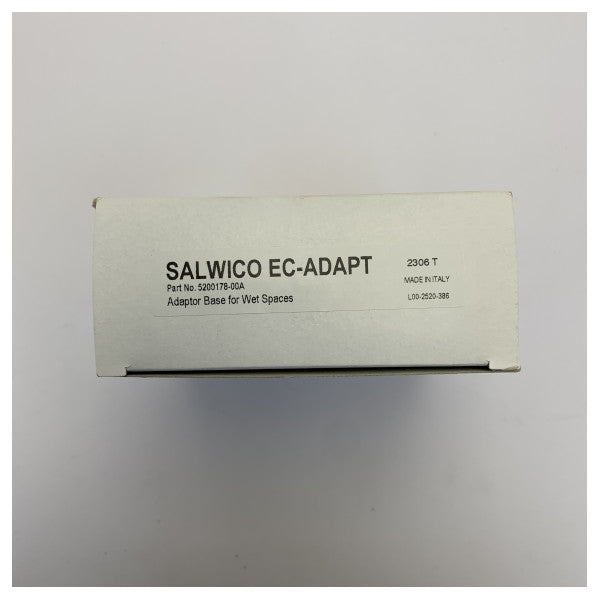 SALWICO EC-ADAPT
Part No. 5200178-00A
Adaptor Base for Wet Spaces
2306 T
MADE IN ITALY
L00-2520-386